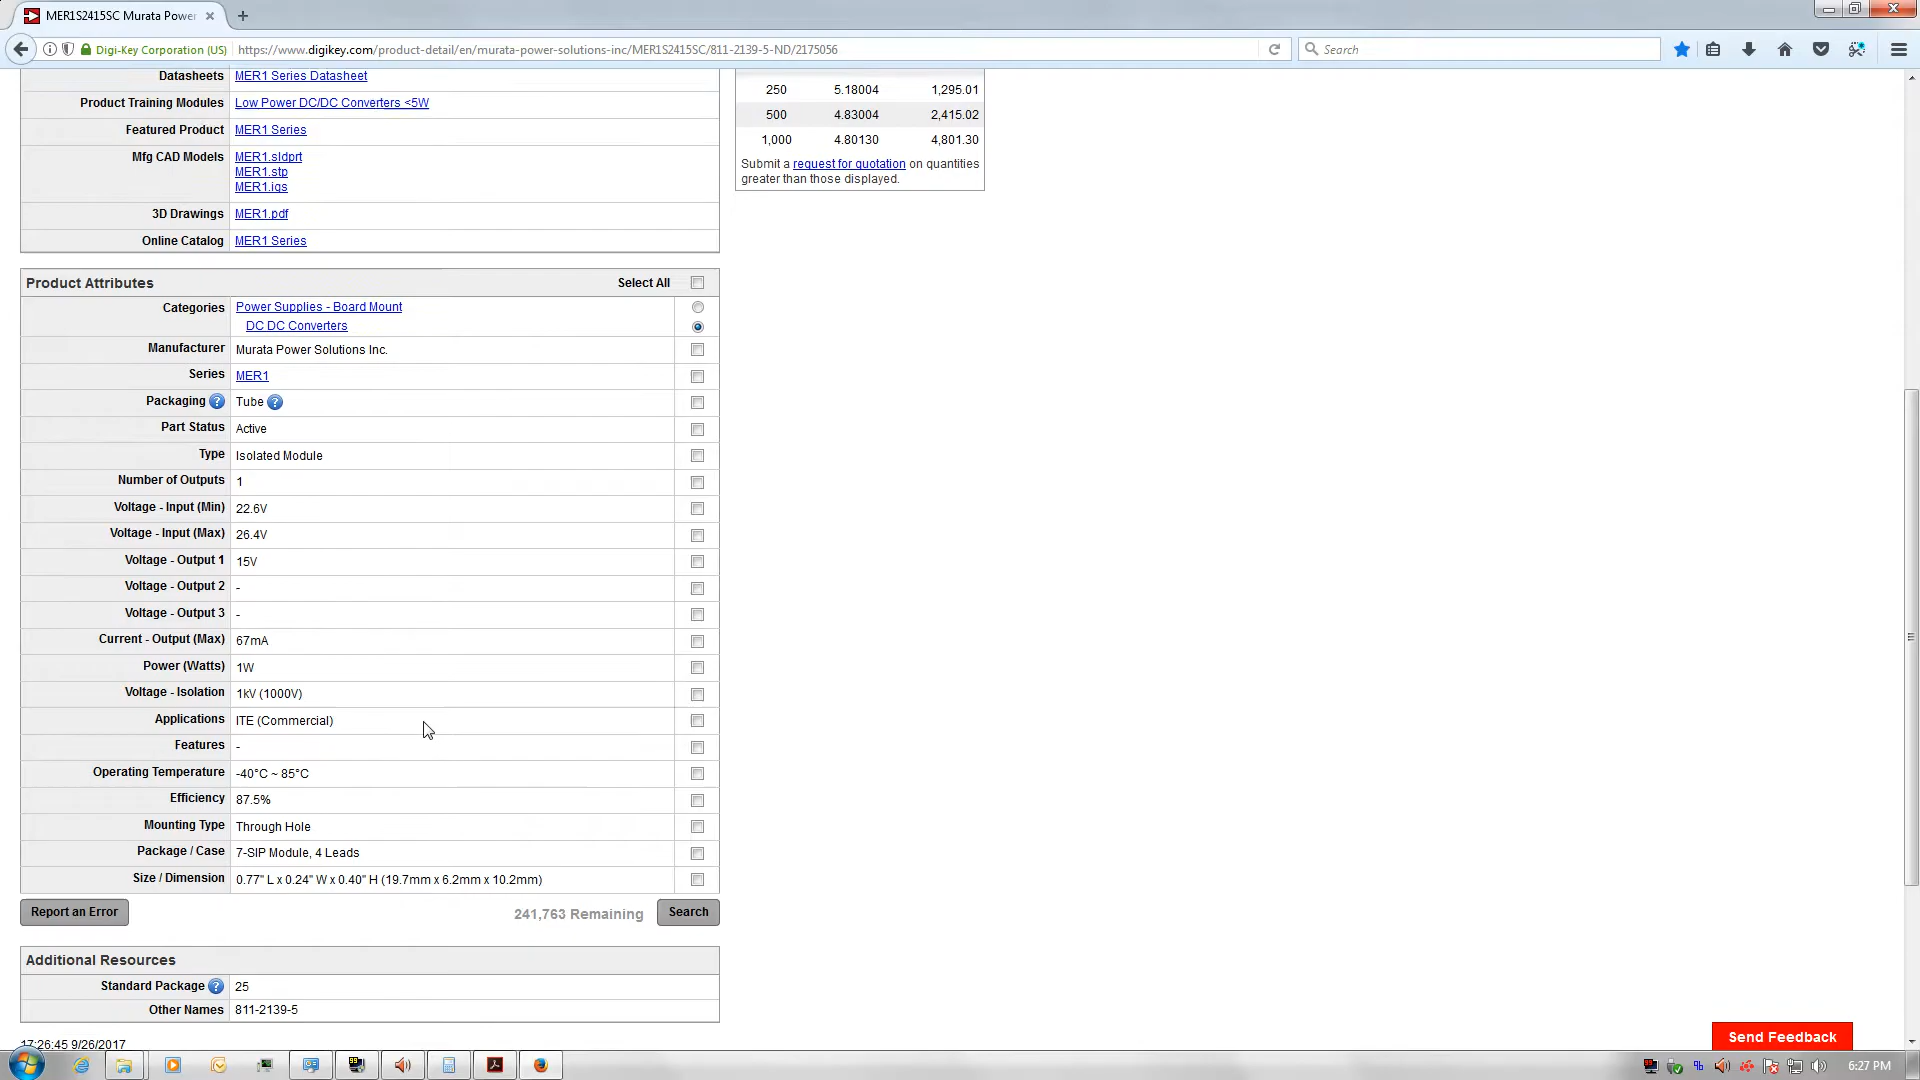 MER1S2415SC Murata Power
Digi-Key Corporation (US)
https://www.digikey.com/product-detail/en/murata-power-solutions-inc/MER1S2415SC/811-2139-5-ND/2175056
Search
Datasheets MER1 Series Datasheet
Product Training Modules Low Power DC/DC Converters <5W
Featured Product MER1 Series
Mfg CAD Models MER1.sldprt
MER1.stp
MER1.iqs
3D Drawings MER1.pdf
Online Catalog MER1 Series
250 5.18004 1,295.01
500 4.83004 2,415.02
1,000 4.80130 4,801.30
Submit a request for quotation on quantities
greater than those displayed.
Product Attributes Select All
Categories Power Supplies - Board Mount
DC DC Converters
Manufacturer Murata Power Solutions Inc.
Series MER1
Packaging ? Tube ?
Part Status Active
Type Isolated Module
Number of Outputs 1
Voltage - Input (Min) 22.6V
Voltage - Input (Max) 26.4V
Voltage - Output 1 15V
Voltage - Output 2 -
Voltage - Output 3 -
Current - Output (Max) 67mA
Power (Watts) 1W
Voltage - Isolation 1kV (1000V)
Applications ITE (Commercial)
Features -
Operating Temperature -40°C ~ 85°C
Efficiency 87.5%
Mounting Type Through Hole
Package / Case 7-SIP Module, 4 Leads
Size / Dimension 0.77" L x 0.24" W x 0.40" H (19.7mm x 6.2mm x 10.2mm)
Report an Error 241,763 Remaining Search
Additional Resources
Standard Package ? 25
Other Names 811-2139-5
17:26:45 9/26/2017
Send Feedback
6:27 PM